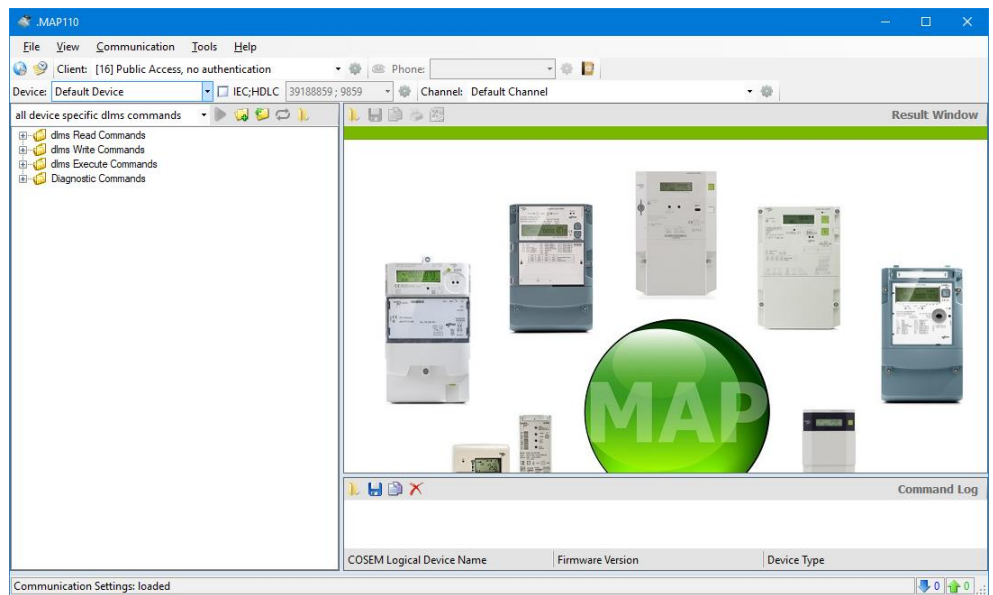 .MAP110
File View Communication Tools Help
Client: [16] Public Access, no authentication Phone:
Device: Default Device IEC;HDLC 39188859 ; 9859 Channel: Default Channel
all device specific dlms commands Result Window
dlms Read Commands
dlms Write Commands
dlms Execute Commands
Diagnostic Commands
MAP
Command Log
COSEM Logical Device Name Firmware Version Device Type
Communication Settings: loaded 0 0